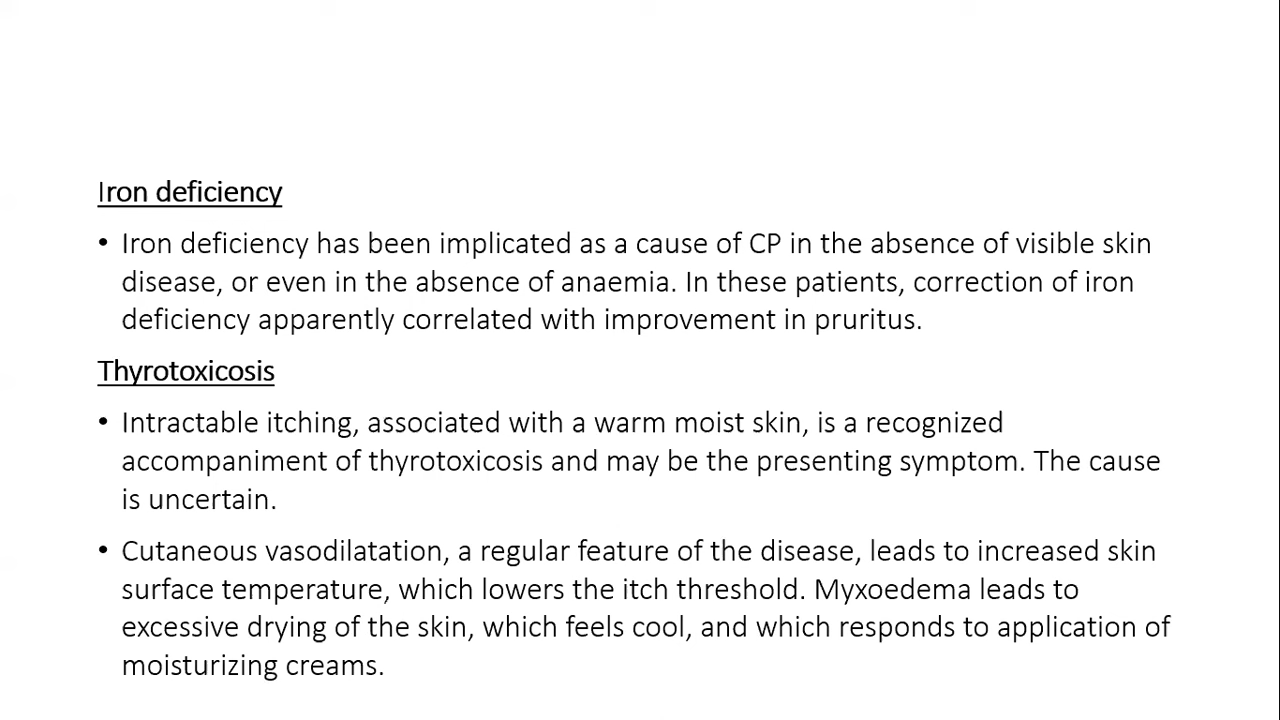 Iron deficiency
• Iron deficiency has been implicated as a cause of CP in the absence of visible skin
disease, or even in the absence of anaemia. In these patients, correction of iron
deficiency apparently correlated with improvement in pruritus.
Thyrotoxicosis
• Intractable itching, associated with a warm moist skin, is a recognized
accompaniment of thyrotoxicosis and may be the presenting symptom. The cause
is uncertain.
• Cutaneous vasodilatation, a regular feature of the disease, leads to increased skin
surface temperature, which lowers the itch threshold. Myxoedema leads to
excessive drying of the skin, which feels cool, and which responds to application of
moisturizing creams.